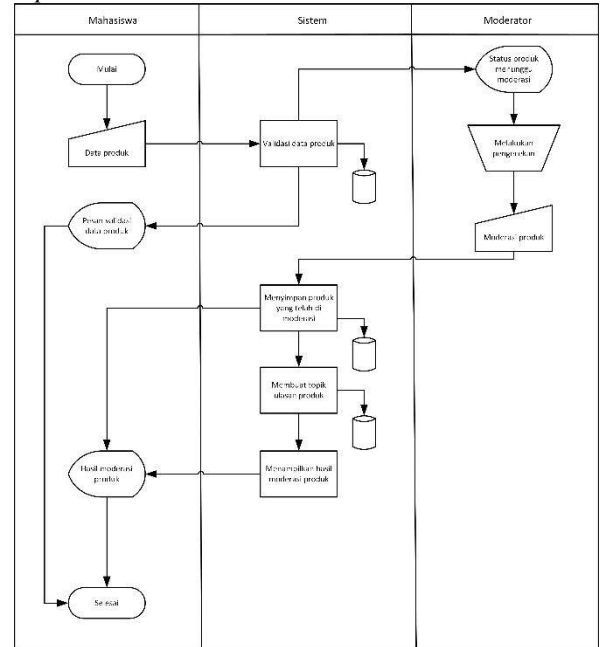 Mahasiswa
Sistem
Moderator
Mulai
Status produk
menunggu
moderasi
Data produk
Validasi data produk
Melakukan
pengecekan
Pesan validasi
data produk
Moderasi produk
Menyimpan produk
yang telah di
moderasi
Membuat topik
ulasan produk
Hasil moderasi
produk
Menampilkan hasil
moderasi produk
Selesai